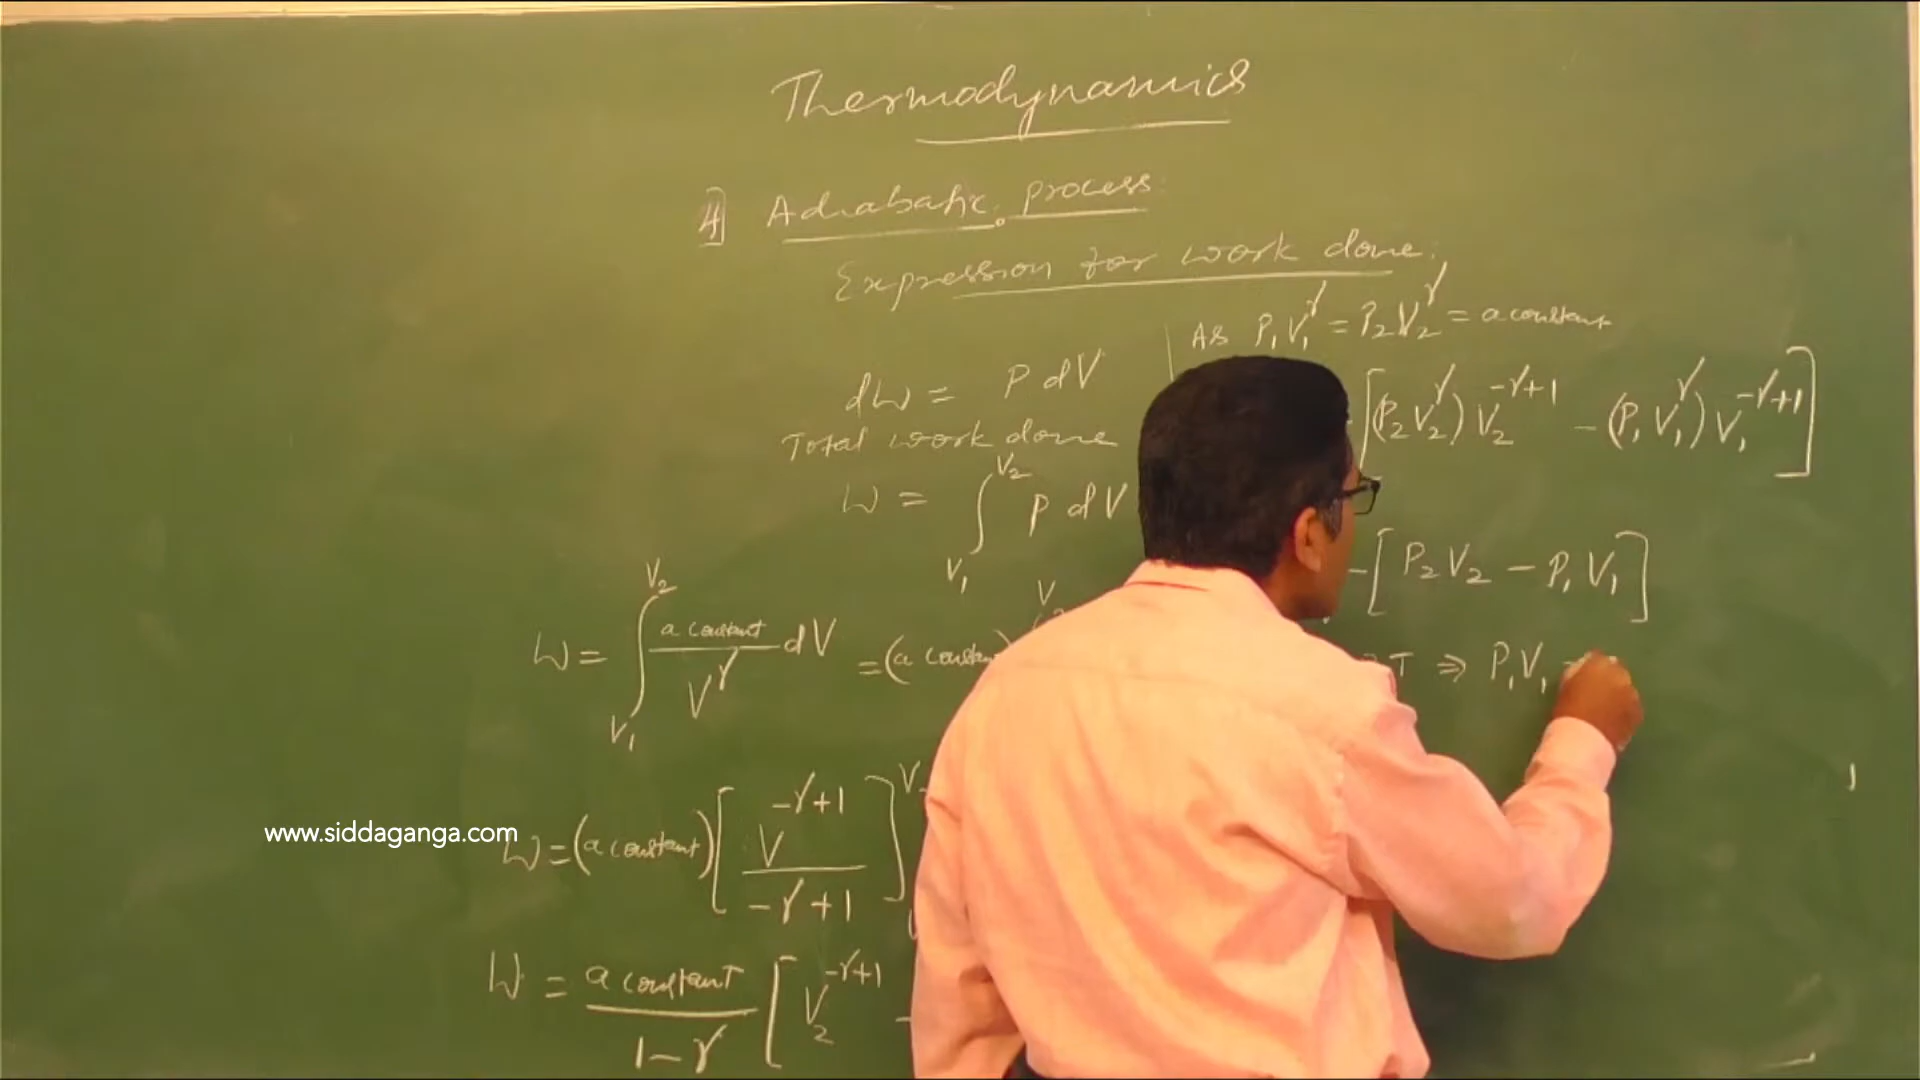 Thermodynamics
4] Adiabatic process:
Expression for work done:
dW = P dV
Total work done
W = ∫_{V₁}^{V₂} P dV
W = ∫_{V₁}^{V₂} a constant / V^γ dV = (a constant)
W = (a constant) [V^{-γ+1} / -γ+1]
W = a constant / 1-γ [V₂^{-γ+1} -
As P₁V₁^γ = P₂V₂^γ = a constant
[(P₂V₂^γ) V₂^{-γ+1} - (P₁V₁^γ) V₁^{-γ+1}]
[P₂V₂ - P₁V₁]
T ⇒ P₁V₁
www.siddaganga.com